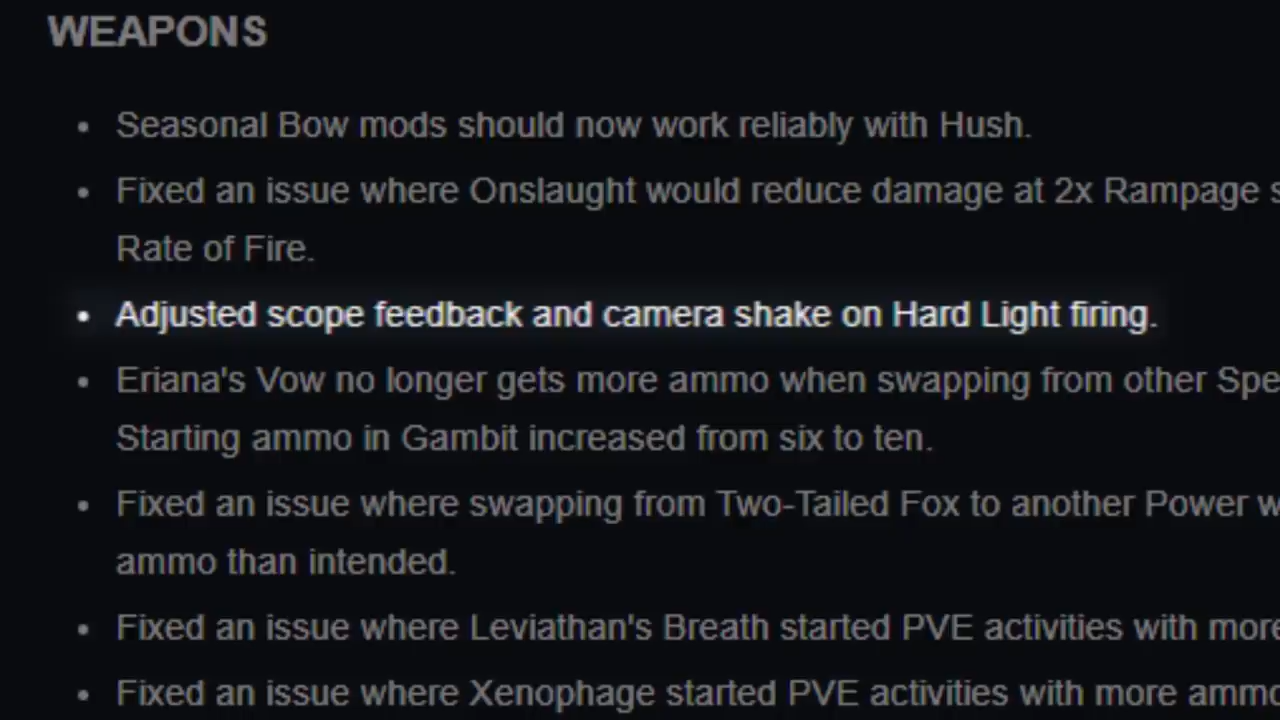 WEAPONS
• Seasonal Bow mods should now work reliably with Hush.
• Fixed an issue where Onslaught would reduce damage at 2x Rampage
Rate of Fire.
• Adjusted scope feedback and camera shake on Hard Light firing.
• Eriana's Vow no longer gets more ammo when swapping from other
Starting ammo in Gambit increased from six to ten.
• Fixed an issue where swapping from Two-Tailed Fox to another Power
ammo than intended.
• Fixed an issue where Leviathan's Breath started PVE activities with more
• Fixed an issue where Xenophage started PVE activities with more ammo